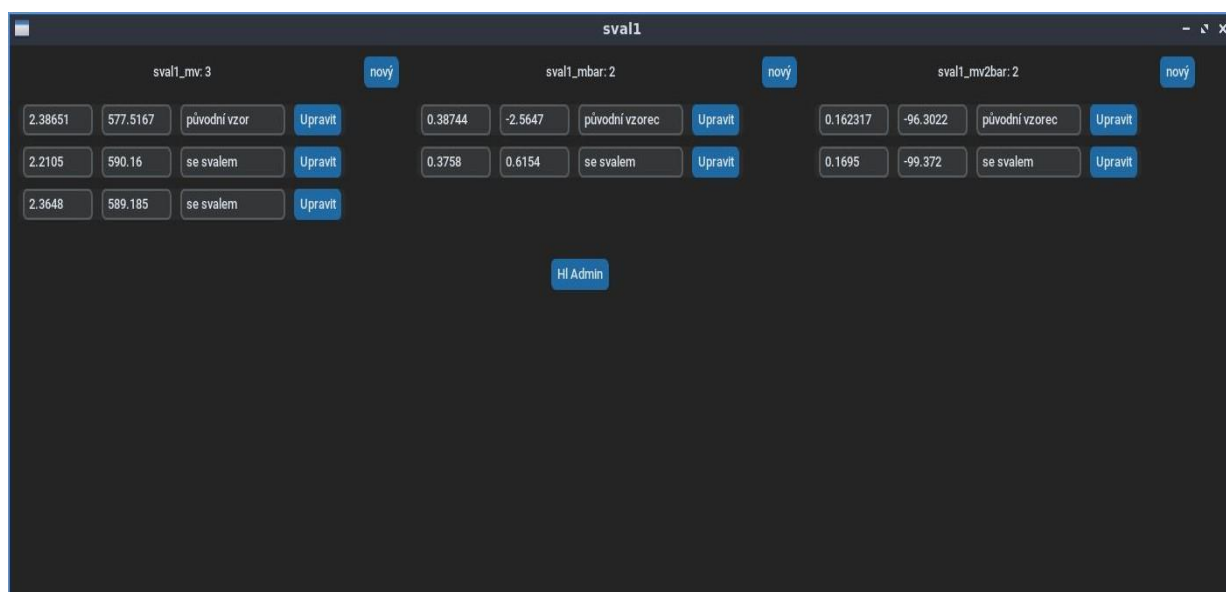 sval1
sval1_mv: 3 nový sval1_mbar: 2 nový sval1_mv2bar: 2 nový
2.38651 577.5167 původní vzor Upravit 0.38744 -2.5647 původní vzorec Upravit 0.162317 -96.3022 původní vzorec Upravit
2.2105 590.16 se svalem Upravit 0.3758 0.6154 se svalem Upravit 0.1695 -99.372 se svalem Upravit
2.3648 589.185 se svalem Upravit
Hl Admin